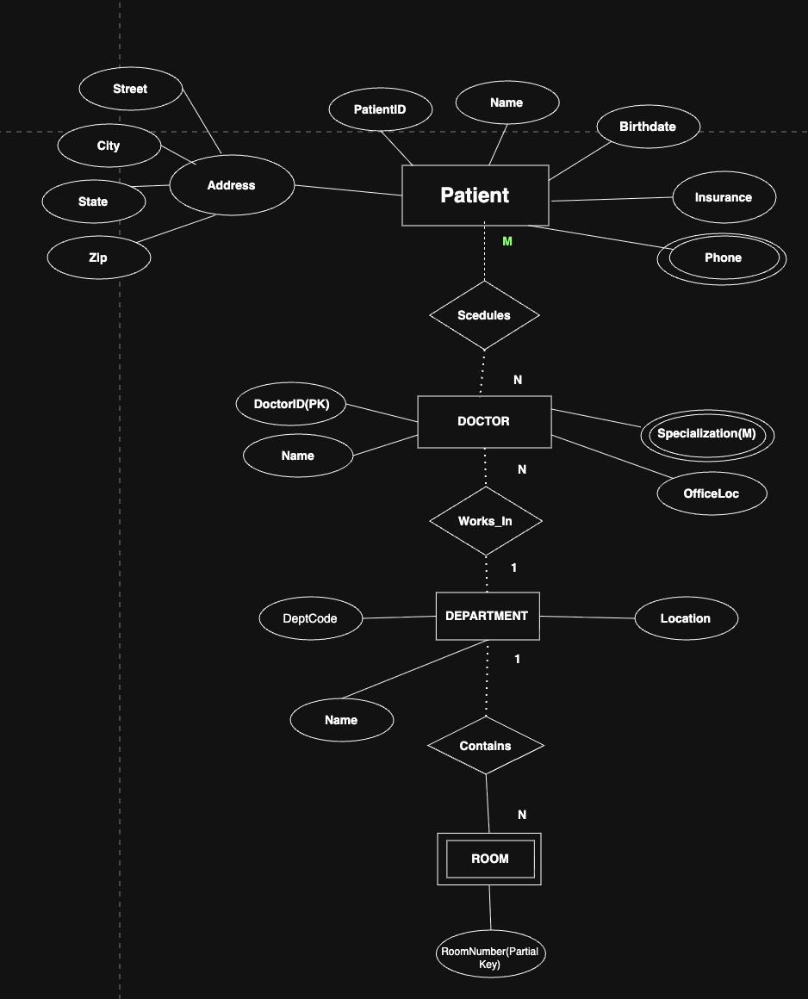 Street
PatientID
Name
City
Birthdate
Address
Patient
Insurance
State
M
Zip
Phone
Scedules
N
DoctorID(PK)
DOCTOR
Specialization(M)
Name
N
OfficeLoc
Works_In
1
DeptCode
DEPARTMENT
Location
1
Name
Contains
N
ROOM
RoomNumber(Partial
Key)